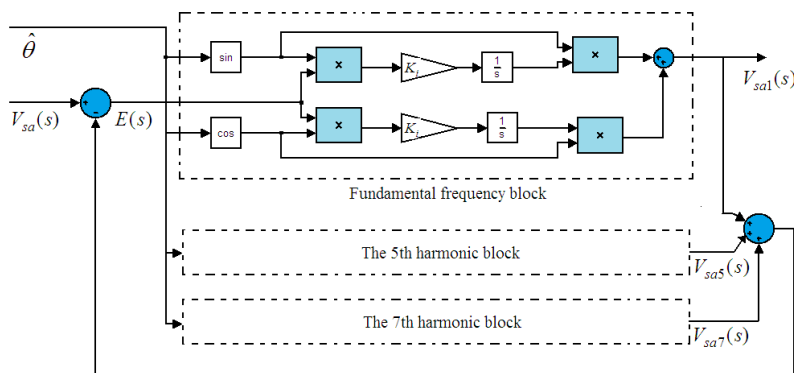 θ̂
sin
×
K_i
1/s
×
+
+
V_sa1(s)
V_sa(s)
+
-
E(s)
cos
×
K_i
1/s
×
Fundamental frequency block
The 5th harmonic block
V_sa5(s)
+
+
+
The 7th harmonic block
V_sa7(s)